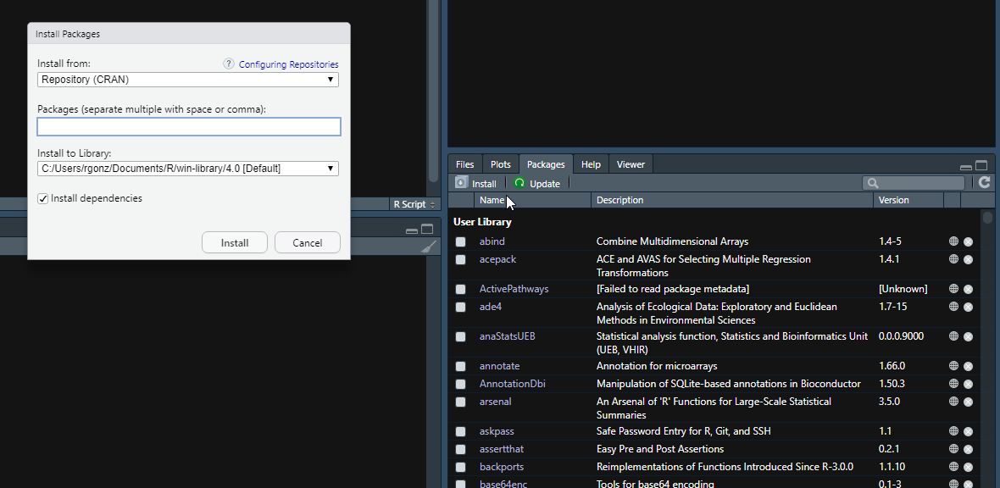 Install Packages
Install from:
? Configuring Repositories
Repository (CRAN)
Packages (separate multiple with space or comma):
Install to Library:
C:/Users/rgonz/Documents/R/win-library/4.0 [Default]
Install dependencies
Install Cancel
R Script
Files Plots Packages Help Viewer
Install Update
Name Description Version
User Library
abind Combine Multidimensional Arrays 1.4-5
acepack ACE and AVAS for Selecting Multiple Regression 1.4.1
Transformations
ActivePathways [Failed to read package metadata] [Unknown]
ade4 Analysis of Ecological Data: Exploratory and Euclidean 1.7-15
Methods in Environmental Sciences
anaStatsUEB Statistical analysis function, Statistics and Bioinformatics Unit 0.0.0.9000
(UEB, VHIR)
annotate Annotation for microarrays 1.66.0
AnnotationDbi Manipulation of SQLite-based annotations in Bioconductor 1.50.3
arsenal An Arsenal of 'R' Functions for Large-Scale Statistical 3.5.0
Summaries
askpass Safe Password Entry for R, Git, and SSH 1.1
assertthat Easy Pre and Post Assertions 0.2.1
backports Reimplementations of Functions Introduced Since R-3.0.0 1.1.10
base64enc Tools for base64 encoding 0.1-3